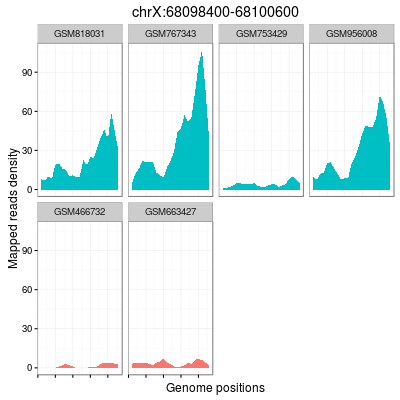 chrX:68098400-68100600
GSM818031 GSM767343 GSM753429 GSM956008
90
60
30
0
GSM466732 GSM663427
90
60
30
0
Mapped reads density
Genome positions